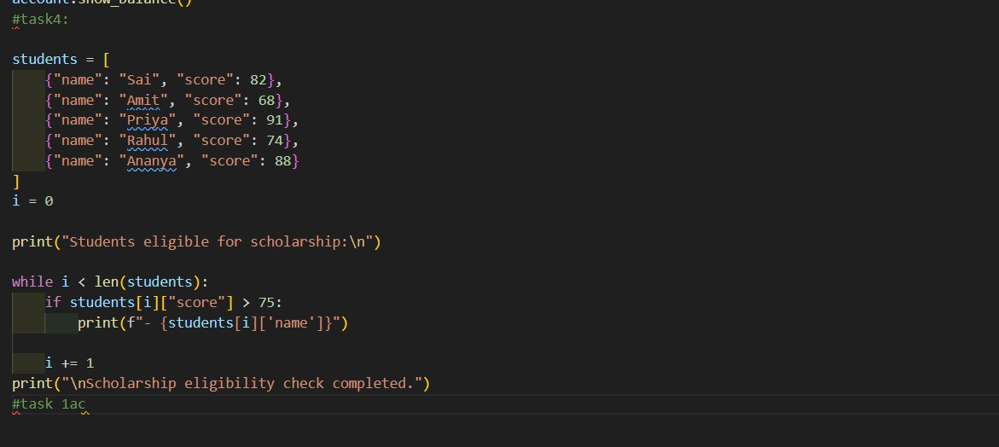 account.show_balance()
#task4:
students = [
    {"name": "Sai", "score": 82},
    {"name": "Amit", "score": 68},
    {"name": "Priya", "score": 91},
    {"name": "Rahul", "score": 74},
    {"name": "Ananya", "score": 88}
]
i = 0
print("Students eligible for scholarship:\n")
while i < len(students):
    if students[i]["score"] > 75:
        print(f"- {students[i]['name']}")
    i += 1
print("\nScholarship eligibility check completed.")
#task 1ac